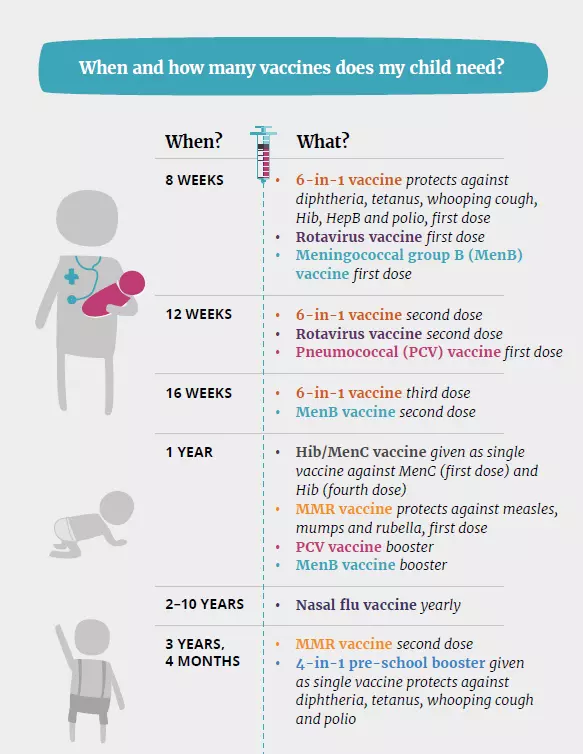 When and how many vaccines does my child need?
When?
What?
8 WEEKS
• 6-in-1 vaccine protects against
diphtheria, tetanus, whooping cough,
Hib, HepB and polio, first dose
• Rotavirus vaccine first dose
• Meningococcal group B (MenB)
vaccine first dose
12 WEEKS
• 6-in-1 vaccine second dose
• Rotavirus vaccine second dose
• Pneumococcal (PCV) vaccine first dose
16 WEEKS
• 6-in-1 vaccine third dose
• MenB vaccine second dose
1 YEAR
• Hib/MenC vaccine given as single
vaccine against MenC (first dose) and
Hib (fourth dose)
• MMR vaccine protects against measles,
mumps and rubella, first dose
• PCV vaccine booster
• MenB vaccine booster
2–10 YEARS
• Nasal flu vaccine yearly
3 YEARS,
4 MONTHS
• MMR vaccine second dose
• 4-in-1 pre-school booster given
as single vaccine protects against
diphtheria, tetanus, whooping cough
and polio